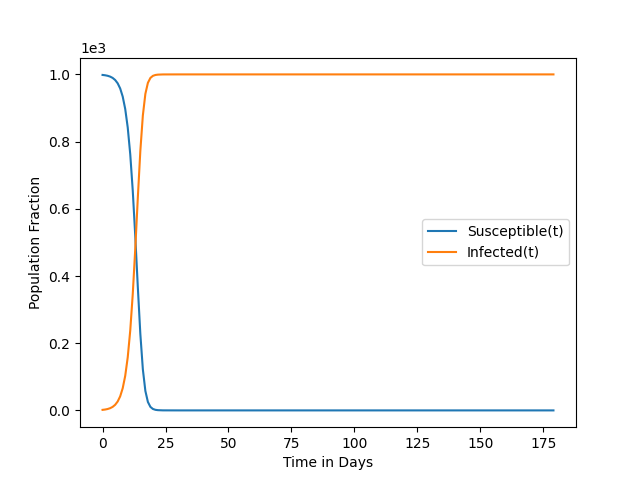 1e3
1.0
0.8
0.6
0.4
0.2
0.0
Population Fraction
Susceptible(t)
Infected(t)
0 25 50 75 100 125 150 175
Time in Days